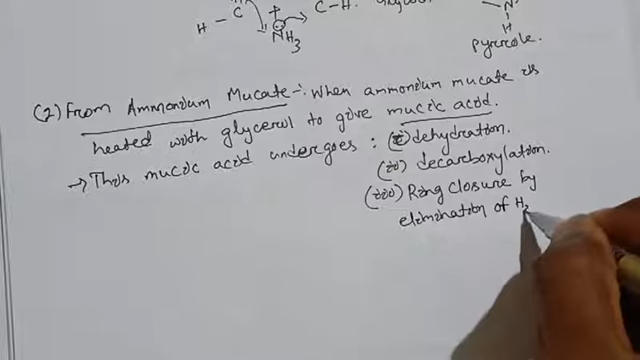 H - C
C-H.
NH3
N
H
pyrrole.
(2) From Ammonium Mucate :- When ammonium mucate is
heated with glycerol to give mucic acid.
→ This mucic acid undergoes : (i) dehydration.
(ii) decarboxylation.
(iii) Ring closure by
elimination of H2